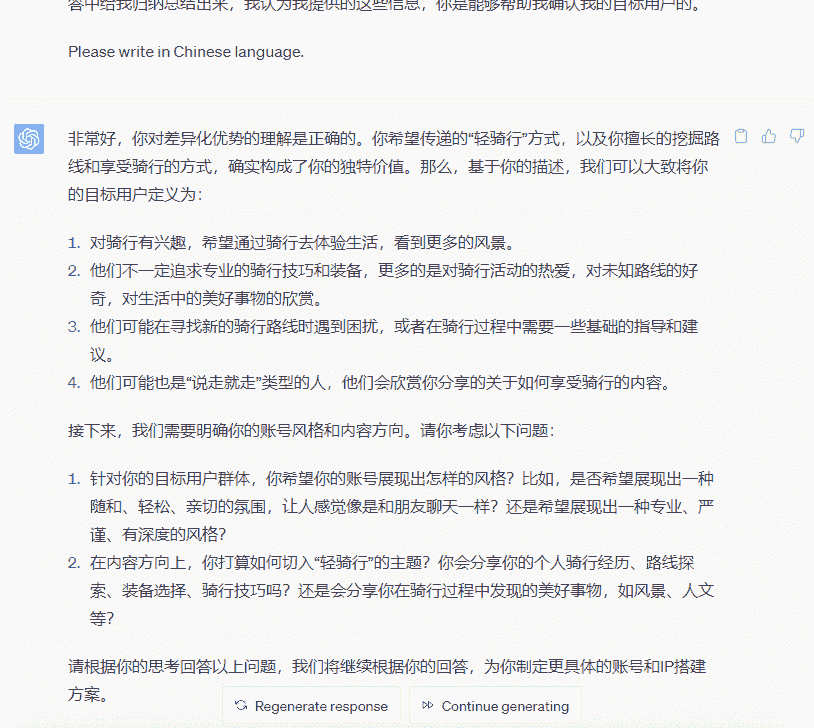 答中给我归纳总结出来，我认为我提供的这些信息，你是能够帮助我确认我的目标用户的。
Please write in Chinese language.
非常好，你对差异化优势的理解是正确的。你希望传递的“轻骑行”方式，以及你擅长的挖掘路
线和享受骑行的方式，确实构成了你的独特价值。那么，基于你的描述，我们可以大致将你
的目标用户定义为：
1. 对骑行有兴趣，希望通过骑行去体验生活，看到更多的风景。
2. 他们不一定追求专业的骑行技巧和装备，更多的是对骑行活动的热爱，对未知路线的好
奇，对生活中的美好事物的欣赏。
3. 他们可能在寻找新的骑行路线时遇到困扰，或者在骑行过程中需要一些基础的指导和建
议。
4. 他们可能也是“说走就走”类型的人，他们会欣赏你分享的关于如何享受骑行的内容。
接下来，我们需要明确你的账号风格和内容方向。请你考虑以下问题：
1. 针对你的目标用户群体，你希望你的账号展现出怎样的风格？比如，是否希望展现出一种
随和、轻松、亲切的氛围，让人感觉像是和朋友聊天一样？还是希望展现出一种专业、严
谨、有深度的风格？
2. 在内容方向上，你打算如何切入“轻骑行”的主题？你会分享你的个人骑行经历、路线探
索、装备选择、骑行技巧吗？还是会分享你在骑行过程中发现的美好事物，如风景、人文
等？
请根据你的思考回答以上问题，我们将继续根据你的回答，为你制定更具体的账号和IP搭建
方案。
Regenerate response
Continue generating